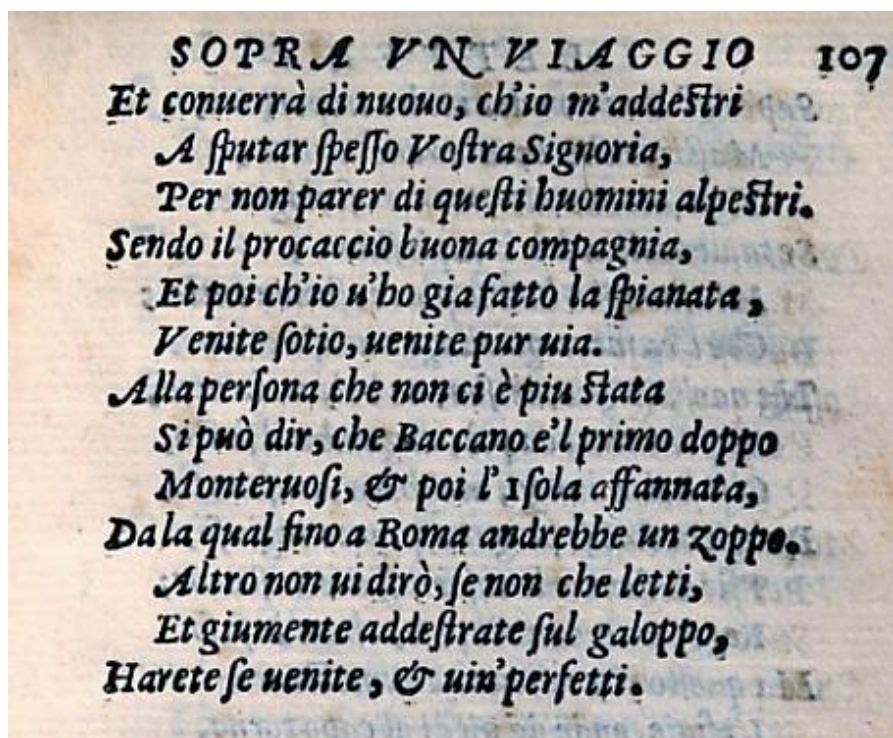 SOPRA VN VIAGGIO 107
Et conuerrà di nuouo, ch'io m'addeſtri
A ſputar ſpeſſo Voſtra Signoria,
Per non parer di queſti huomini alpeſtri.
Sendo il procaccio buona compagnia,
Et poi ch'io u'ho gia fatto la ſpianata,
Venite ſotio, uenite pur uia.
Alla perſona che non ci è piu ſtata
Si può dir, che Baccano e'l primo doppo
Monteruoſi, & poi l'Iſola affannata,
Da la qual fino a Roma andrebbe un zoppo.
Altro non ui dirò, ſe non che letti,
Et giumente addeſtrate ſul galoppo,
Harete ſe uenite, & uin' perfetti.